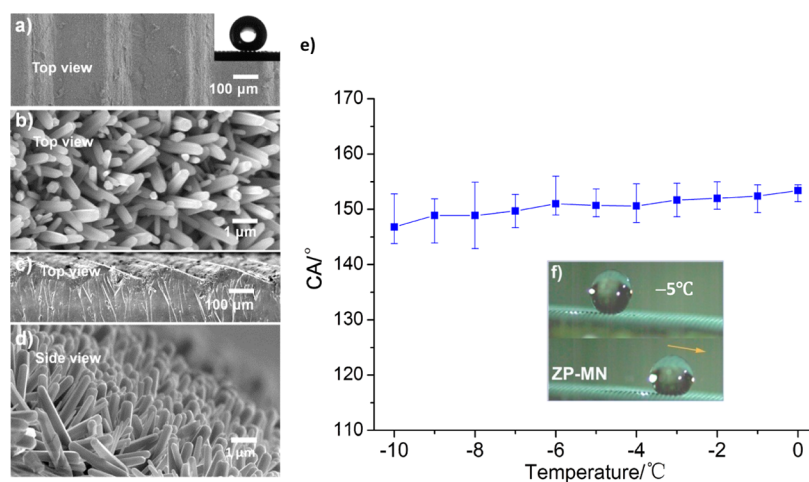 a)
Top view
100 μm
b)
Top view
1 μm
c)
Top view
100 μm
d)
Side view
1 μm
e)
170
160
150
140
130
120
110
CA/°
f)
−5℃
ZP-MN
-10 -8 -6 -4 -2 0
Temperature/℃